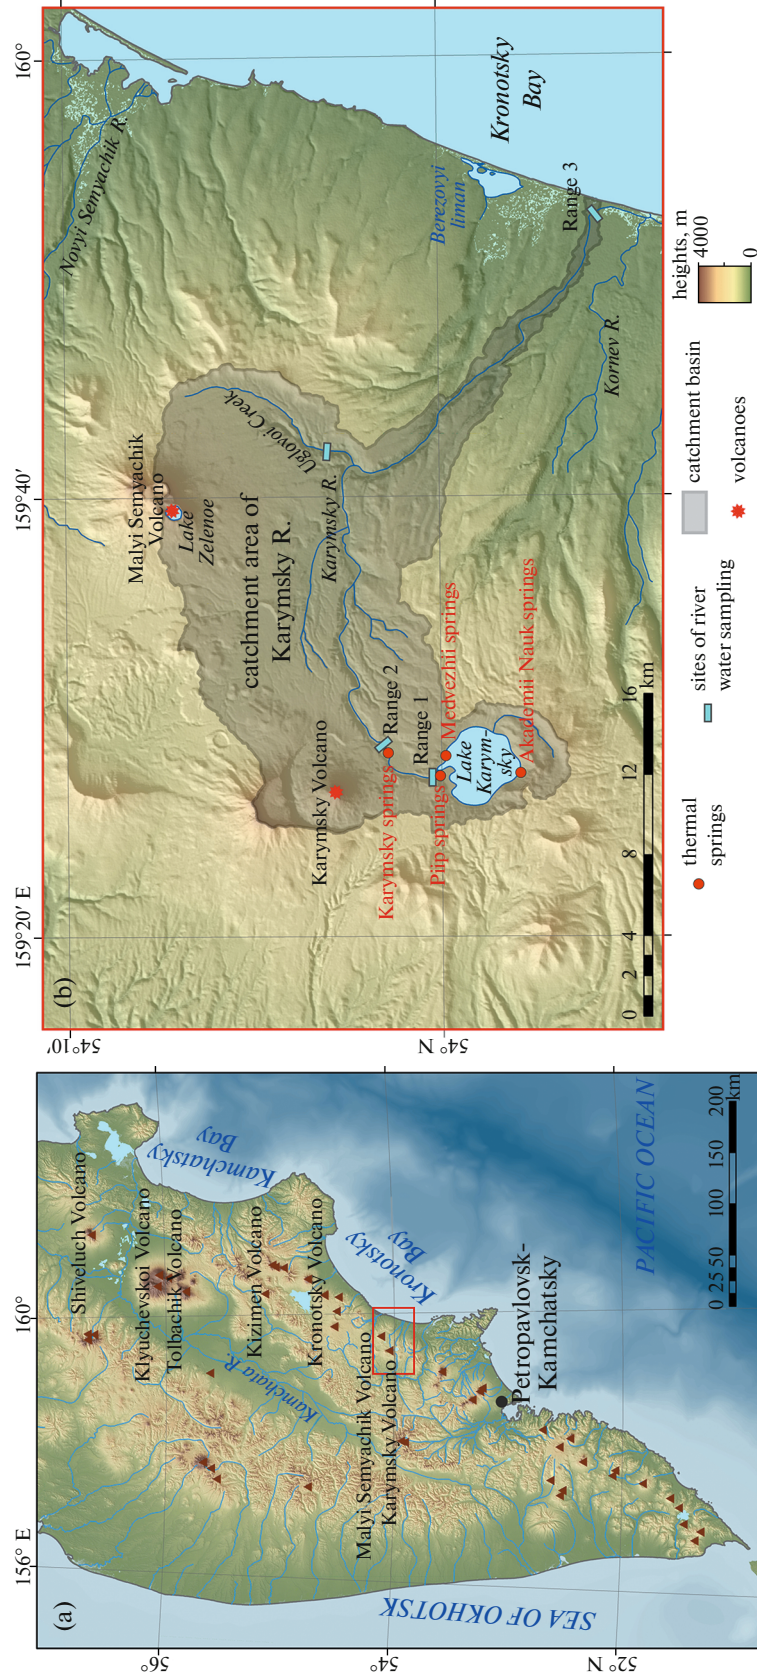 (a)
156° E
160°
56°
54°
52° N
Shiveluch Volcano
Klyuchevskoi Volcano
Tolbachik Volcano
Kizimen Volcano
Kronotsky Volcano
Malyi Semyachik Volcano
Karymsky Volcano
Kamchatsky
Bay
Kronotsky
Bay
Kamchara R.
Petropavlovsk-
Kamchatsky
SEA OF OKHOTSK
PACIFIC OCEAN
0 25 50 100 150 200
km
(b)
159°20′ E
159°40′
160°
54°10′
54° N
Novyi Semyachik R.
Malyi Semyachik
Volcano
Lake
Zelenoe
Uglovoi Creek
catchment area of
Karymsky R.
Karymsky R.
Karymsky Volcano
Karymsky springs
Range 2
Range 1
Piip springs
Medvezhii springs
Lake
Karym-
sky
Akademii Nauk springs
Berezovyi
liman
Kronotsky
Bay
Range 3
Kornev R.
0 2 4 8 12 16
km
thermal
springs
sites of river
water sampling
catchment basin
volcanoes
heights, m
4000
0